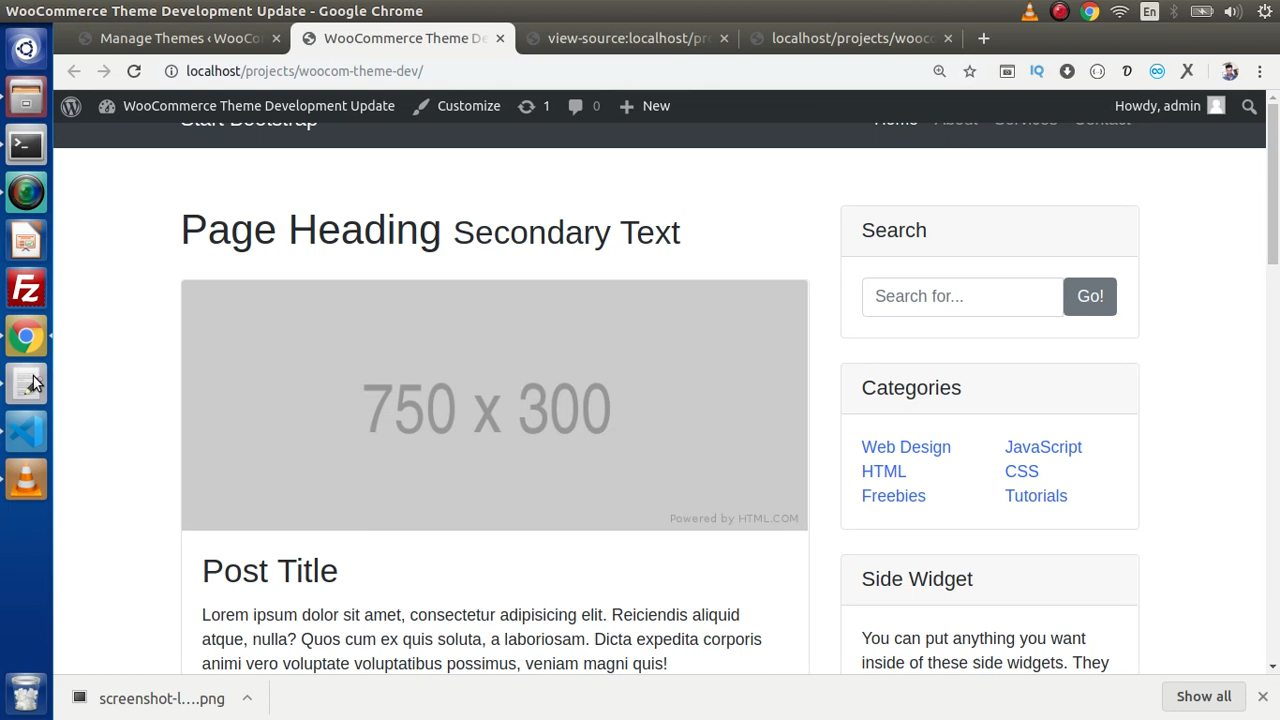 WooCommerce Theme Development Update - Google Chrome
En
Manage Themes ‹ WooCo
WooCommerce Theme De
view-source:localhost/pro
localhost/projects/wooco
localhost/projects/woocom-theme-dev/
WooCommerce Theme Development Update
Customize
1
0
New
Howdy, admin
Start Bootstrap
Home
About
Services
Contact
Page Heading Secondary Text
750 x 300
Powered by HTML.COM
Post Title
Lorem ipsum dolor sit amet, consectetur adipisicing elit. Reiciendis aliquid
atque, nulla? Quos cum ex quis soluta, a laboriosam. Dicta expedita corporis
animi vero voluptate voluptatibus possimus, veniam magni quis!
Search
Search for...
Go!
Categories
Web Design
JavaScript
HTML
CSS
Freebies
Tutorials
Side Widget
You can put anything you want
inside of these side widgets. They
screenshot-l....png
Show all